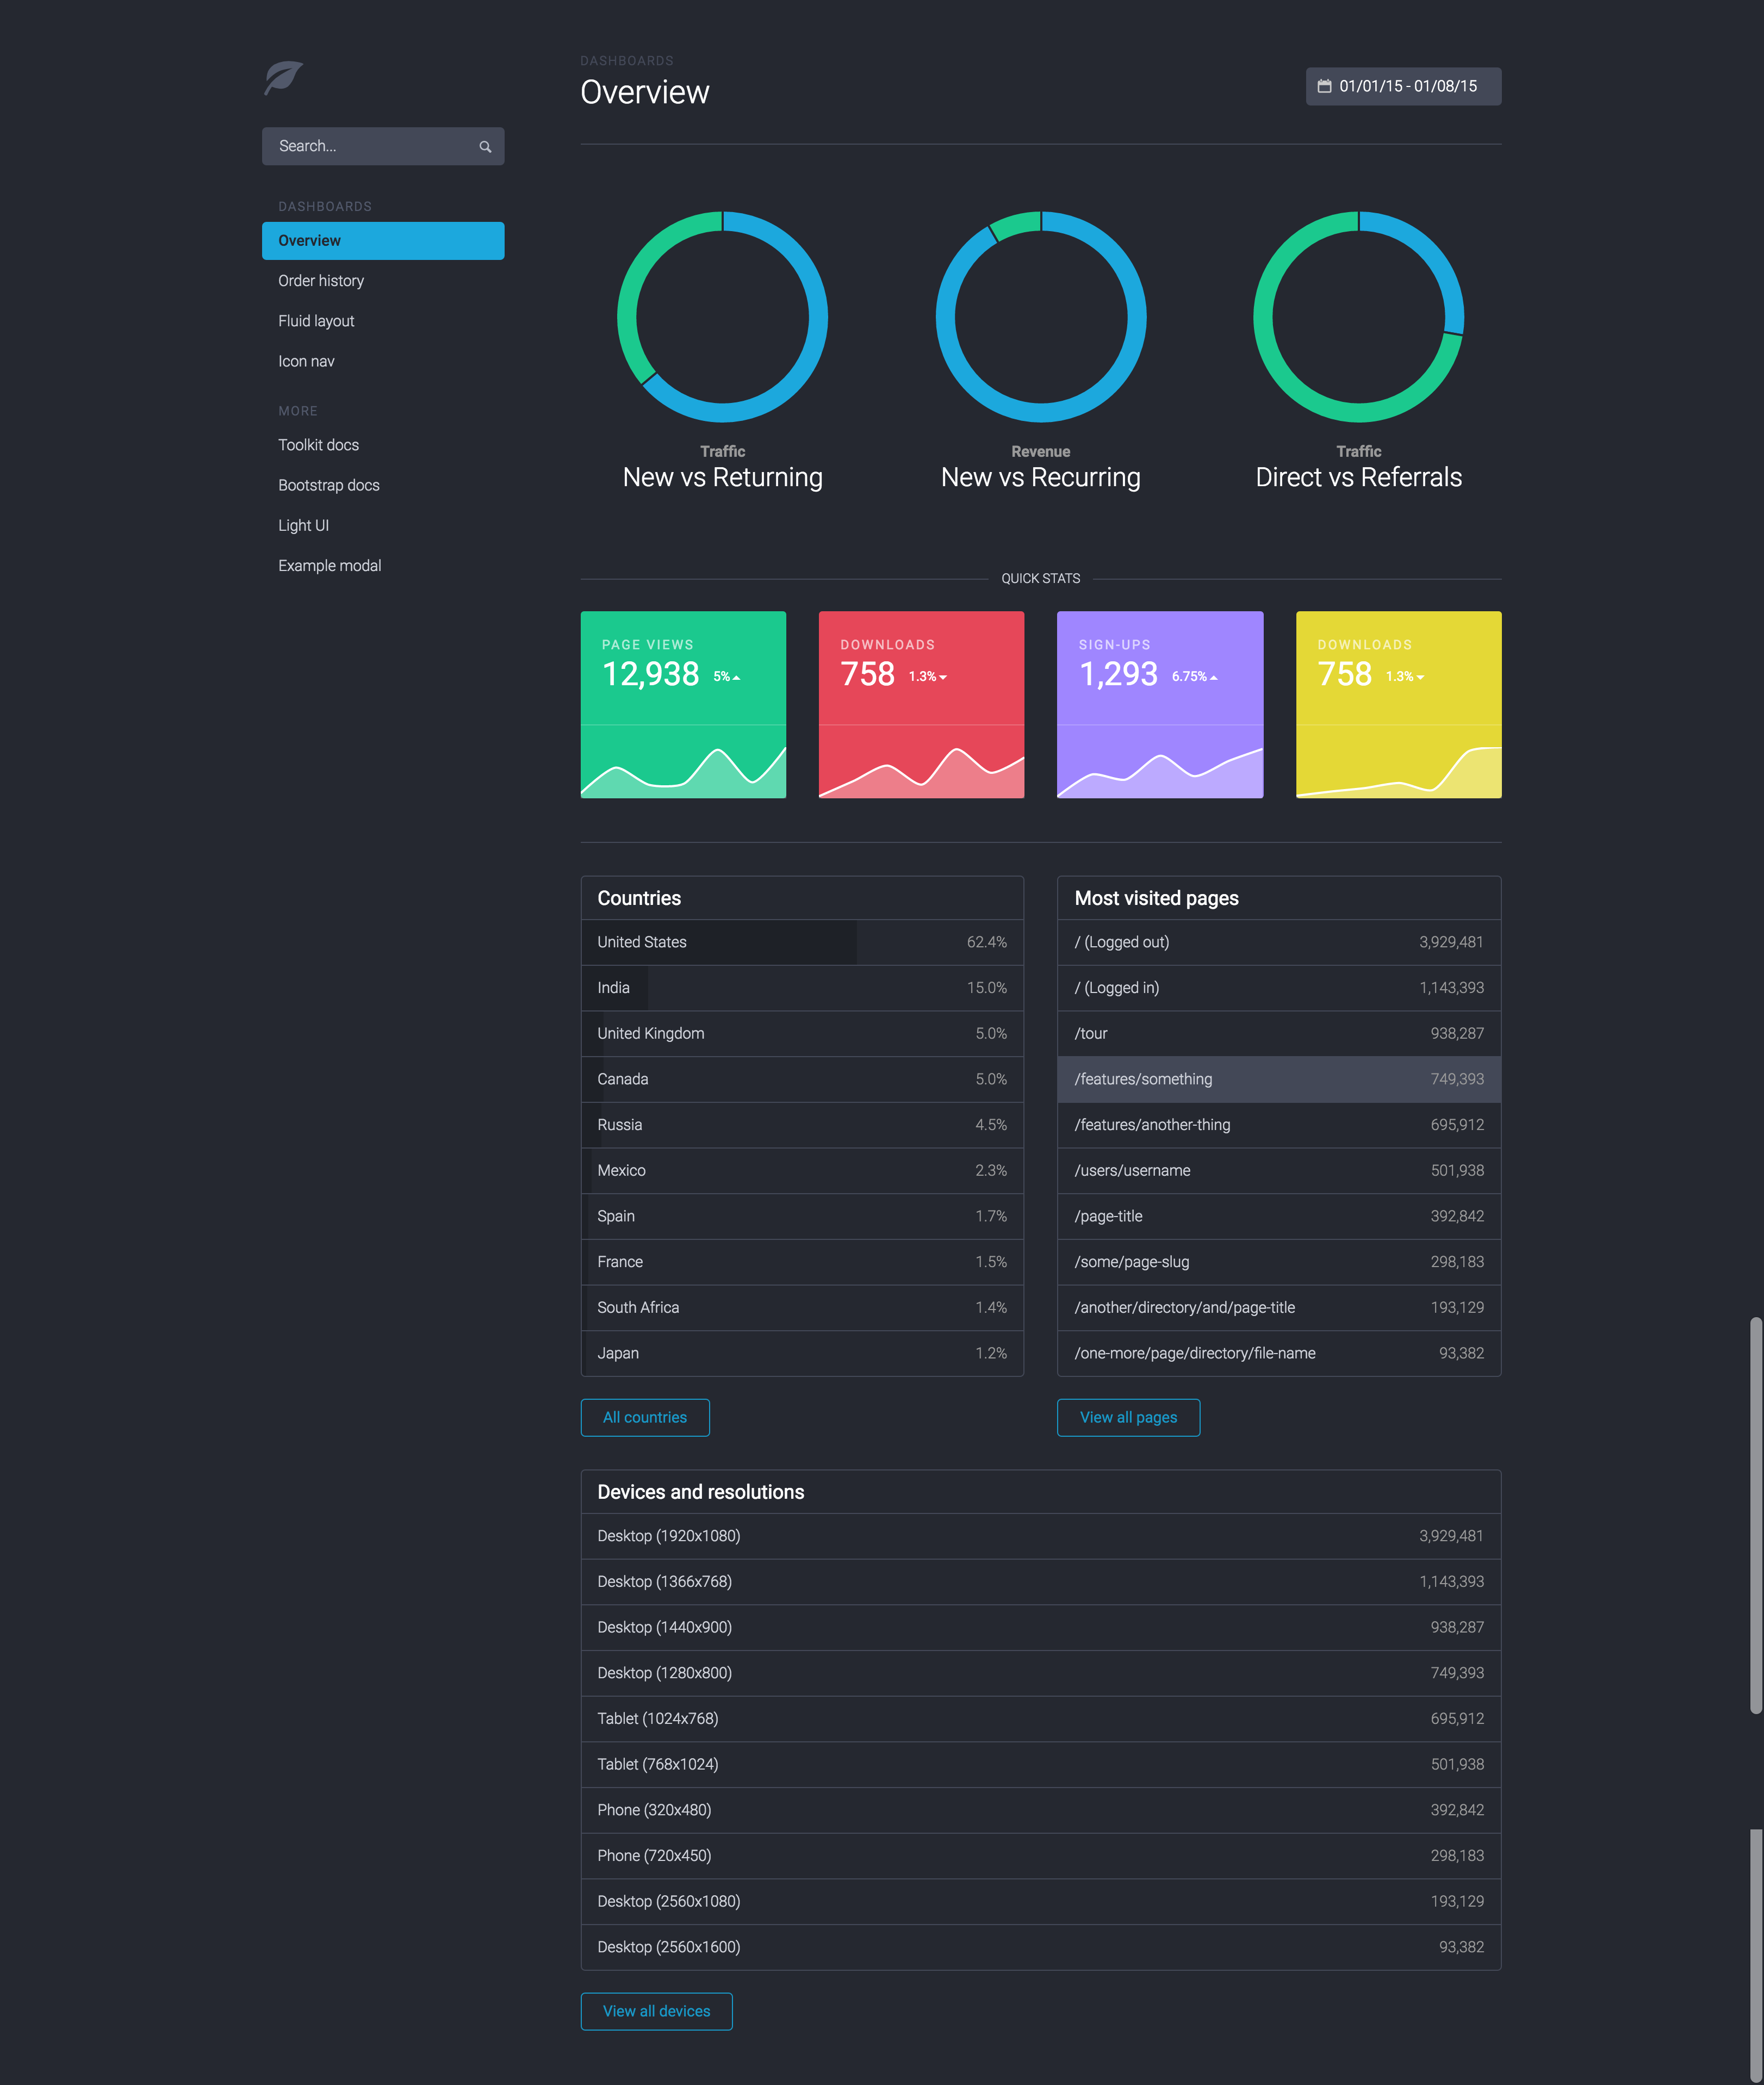 Search...
DASHBOARDS
Overview
Order history
Fluid layout
Icon nav
MORE
Toolkit docs
Bootstrap docs
Light UI
Example modal
DASHBOARDS
Overview
01/01/15 - 01/08/15
Traffic
New vs Returning
Revenue
New vs Recurring
Traffic
Direct vs Referrals
QUICK STATS
PAGE VIEWS
12,938 5%
DOWNLOADS
758 1.3%
SIGN-UPS
1,293 6.75%
DOWNLOADS
758 1.3%
Countries
United States 62.4%
India 15.0%
United Kingdom 5.0%
Canada 5.0%
Russia 4.5%
Mexico 2.3%
Spain 1.7%
France 1.5%
South Africa 1.4%
Japan 1.2%
All countries
Most visited pages
/ (Logged out) 3,929,481
/ (Logged in) 1,143,393
/tour 938,287
/features/something 749,393
/features/another-thing 695,912
/users/username 501,938
/page-title 392,842
/some/page-slug 298,183
/another/directory/and/page-title 193,129
/one-more/page/directory/file-name 93,382
View all pages
Devices and resolutions
Desktop (1920x1080) 3,929,481
Desktop (1366x768) 1,143,393
Desktop (1440x900) 938,287
Desktop (1280x800) 749,393
Tablet (1024x768) 695,912
Tablet (768x1024) 501,938
Phone (320x480) 392,842
Phone (720x450) 298,183
Desktop (2560x1080) 193,129
Desktop (2560x1600) 93,382
View all devices